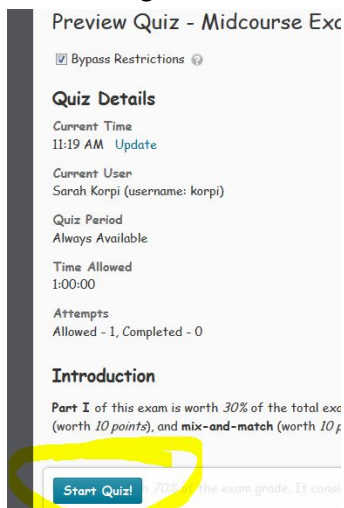 Preview Quiz - Midcourse
Bypass Restrictions
Quiz Details
Current Time
11:19 AM Update
Current User
Sarah Korpi (username: korpi)
Quiz Period
Always Available
Time Allowed
1:00:00
Attempts
Allowed - 1, Completed - 0
Introduction
Part I of this exam is worth 30% of the total
(worth 10 points), and mix-and-match (worth 10
Start Quiz! 70% of the exam grade. It